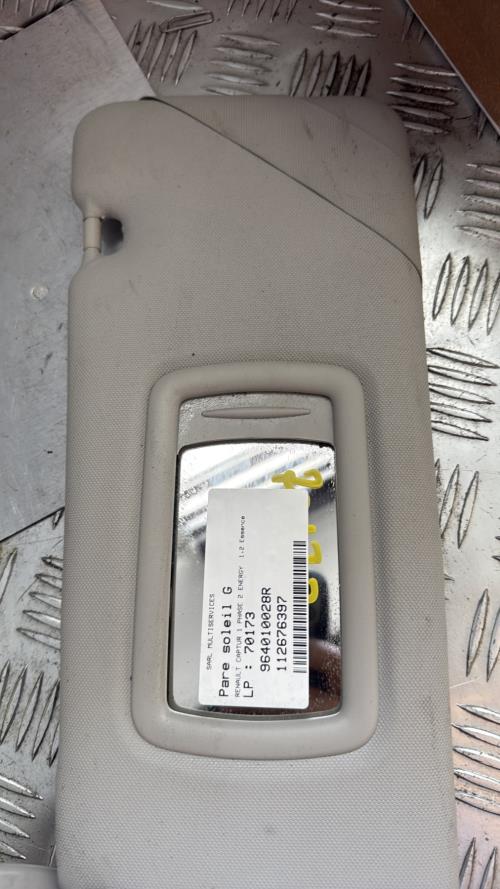 SARL MULTISERVICES
Pare soleil G
RENAULT CAPTUR 1 PHASE 2 ENERGY 1-2 Essence
LP : 70173
964010028R
112676397